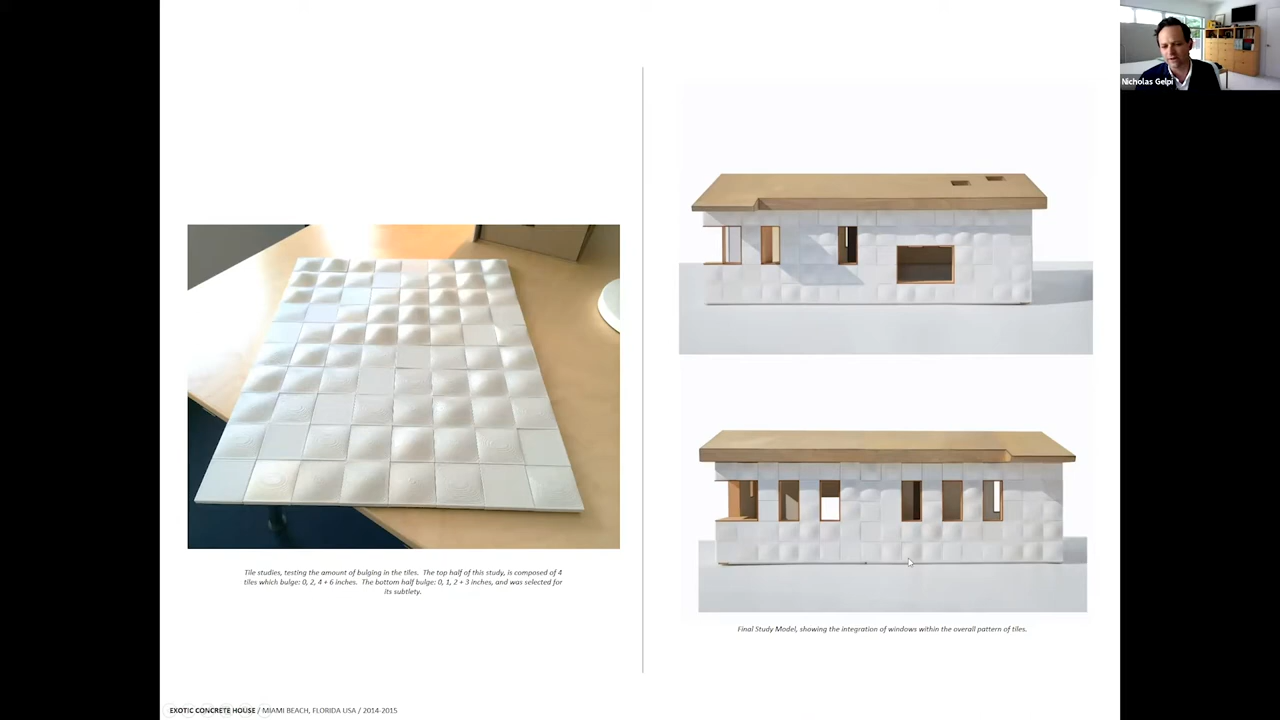 Nicholas Gelpi
Tile studies, testing the amount of bulging in the tiles. The top half of this study, is composed of 4
tiles which bulge: 0, 2, 4 + 6 inches. The bottom half bulge: 0, 1, 2 + 3 inches, and was selected for
its subtlety.
Final Study Model, showing the integration of windows within the overall pattern of tiles.
EXOTIC CONCRETE HOUSE / MIAMI BEACH, FLORIDA USA / 2014-2015